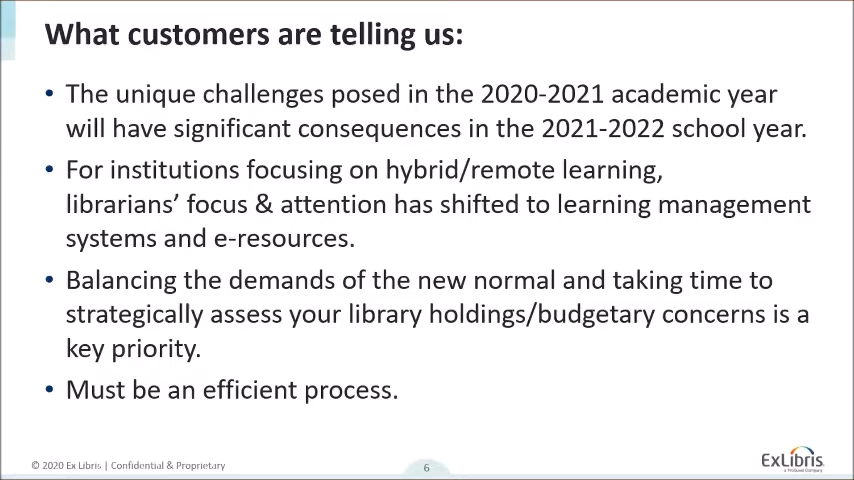 What customers are telling us:
• The unique challenges posed in the 2020-2021 academic year
will have significant consequences in the 2021-2022 school year.
• For institutions focusing on hybrid/remote learning,
librarians’ focus & attention has shifted to learning management
systems and e-resources.
• Balancing the demands of the new normal and taking time to
strategically assess your library holdings/budgetary concerns is a
key priority.
• Must be an efficient process.
© 2020 Ex Libris | Confidential & Proprietary
6
ExLibris
a ProQuest Company